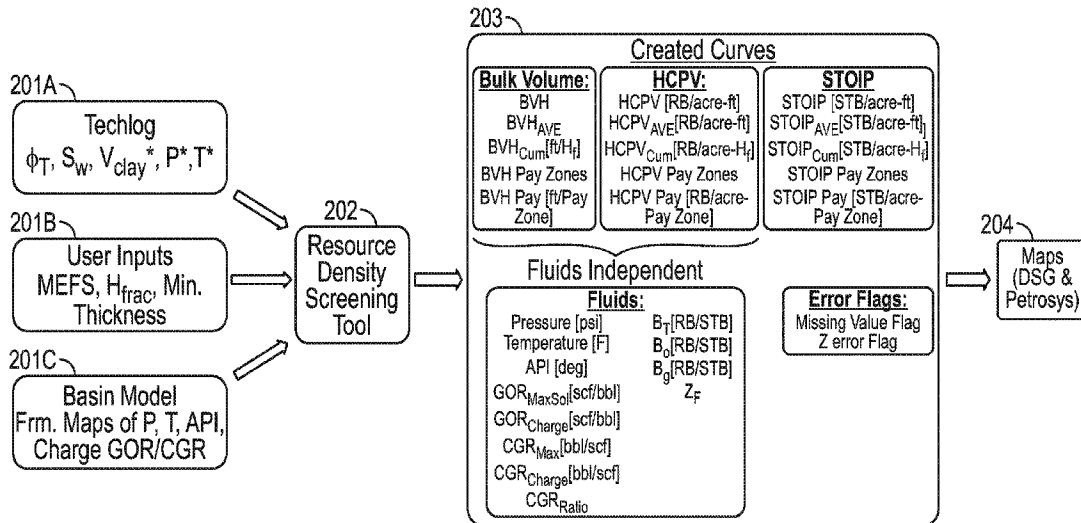 201A
Techlog
ϕT, Sw, Vclay*, P*,T*
201B
User Inputs
MEFS, Hfrac, Min.
Thickness
201C
Basin Model
Frm. Maps of P, T, API,
Charge GOR/CGR
202
Resource
Density
Screening
Tool
203
Created Curves
Bulk Volume:
BVH
BVHAVE
BVHCum[ft/Hf]
BVH Pay Zones
BVH Pay [ft/Pay
Zone]
HCPV:
HCPV [RB/acre-ft]
HCPVAVE[RB/acre-ft]
HCPVCum[RB/acre-Hf]
HCPV Pay Zones
HCPV Pay [RB/acre-
Pay Zone]
STOIP
STOIP [STB/acre-ft]
STOIPAVE[STB/acre-ft]]
STOIPCum[STB/acre-Hf]
STOIP Pay Zones
STOIP Pay [STB/acre-
Pay Zone]
Fluids Independent
Fluids:
Pressure [psi]
Temperature [F]
API [deg]
GORMaxSol[scf/bbl]
GORCharge[scf/bbl]
CGRMax[bbl/scf]
CGRCharge[bbl/scf]
CGRRatio
BT[RB/STB]
Bo[RB/STB]
Bg[RB/STB]
ZF
Error Flags:
Missing Value Flag
Z error Flag
204
Maps
(DSG &
Petrosys)